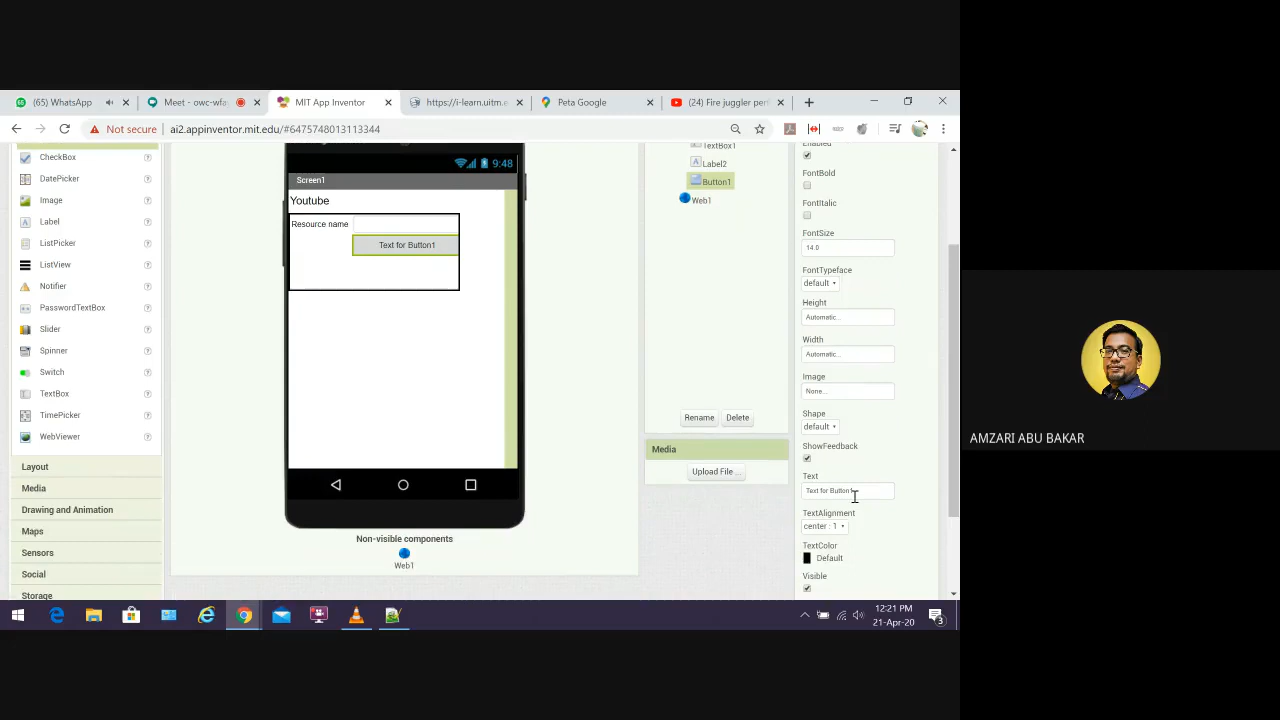 (65) WhatsApp
Meet - owc-wfa
MIT App Inventor
https://i-learn.uitm.e
Peta Google
(24) Fire juggler perf
Not secure
ai2.appinventor.mit.edu/#6475748013113344
CheckBox
DatePicker
Image
Label
ListPicker
ListView
Notifier
PasswordTextBox
Slider
Spinner
Switch
TextBox
TimePicker
WebViewer
Layout
Media
Drawing and Animation
Maps
Sensors
Social
Storage
9:48
Screen1
Youtube
Resource name
Text for Button1
Non-visible components
Web1
TextBox1
Label2
Button1
Web1
Rename
Delete
Media
Upload File ...
Enabled
FontBold
FontItalic
FontSize
14.0
FontTypeface
default
Height
Automatic...
Width
Automatic...
Image
None...
Shape
default
ShowFeedback
Text
Text for Button1
TextAlignment
center : 1
TextColor
Default
Visible
12:21 PM
21-Apr-20
3
AMZARI ABU BAKAR